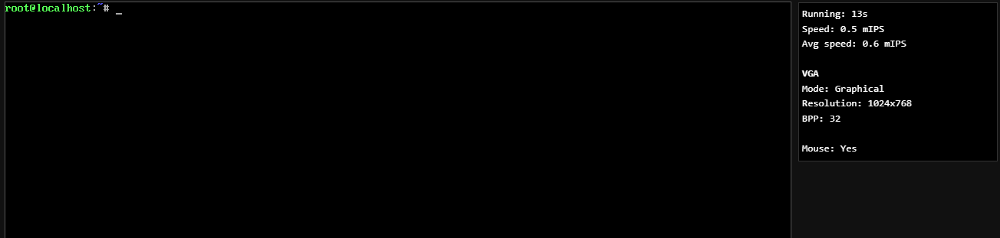 root@localhost:~# _
Running: 13s
Speed: 0.5 mIPS
Avg speed: 0.6 mIPS
VGA
Mode: Graphical
Resolution: 1024x768
BPP: 32
Mouse: Yes